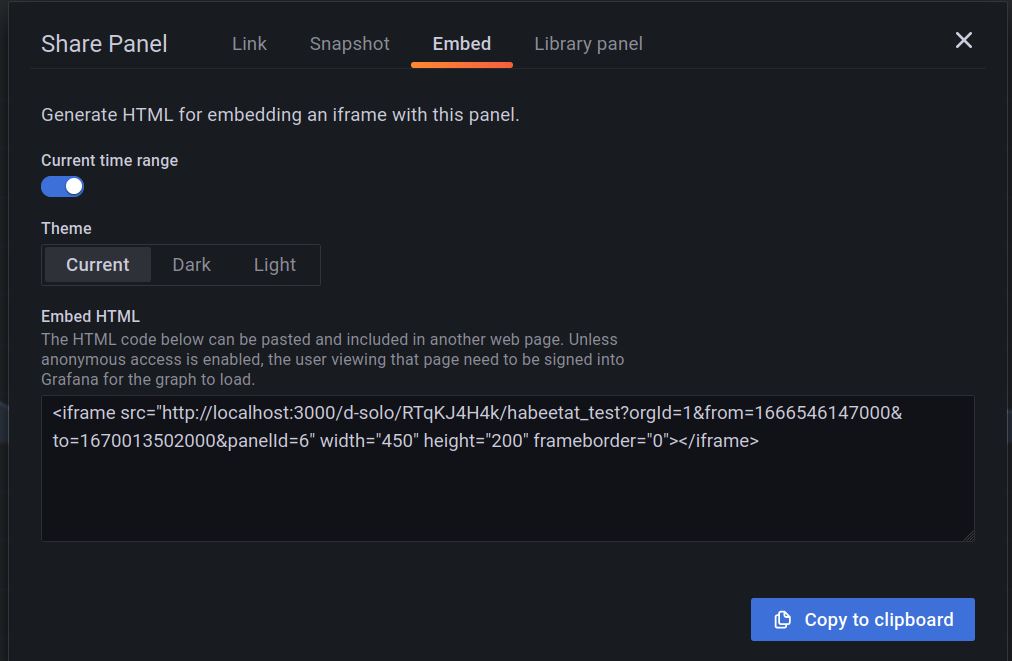 Share Panel Link Snapshot Embed Library panel
Generate HTML for embedding an iframe with this panel.
Current time range
Theme
Current Dark Light
Embed HTML
The HTML code below can be pasted and included in another web page. Unless
anonymous access is enabled, the user viewing that page need to be signed into
Grafana for the graph to load.
<iframe src="http://localhost:3000/d-solo/RTqKJ4H4k/habeetat_test?orgId=1&from=1666546147000&
to=1670013502000&panelId=6" width="450" height="200" frameborder="0"></iframe>
Copy to clipboard